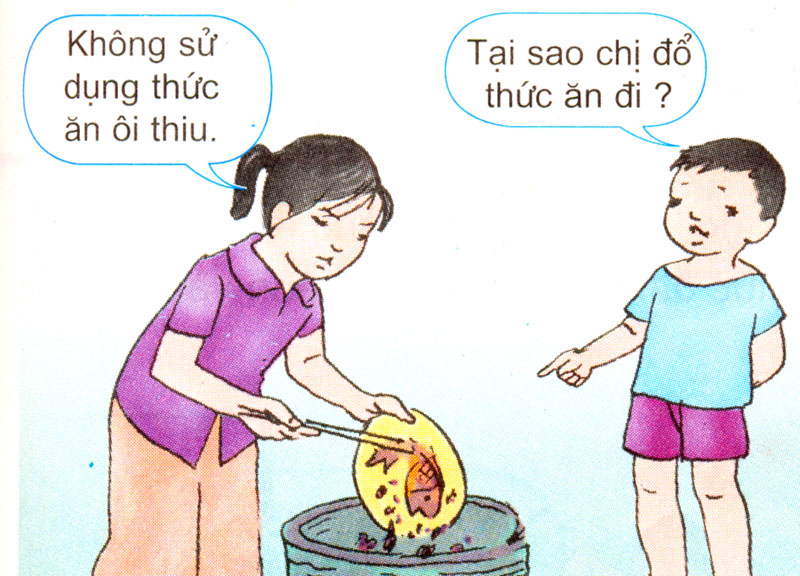 Không sử
dụng thức
ăn ôi thiu.
Tại sao chị đổ
thức ăn đi ?